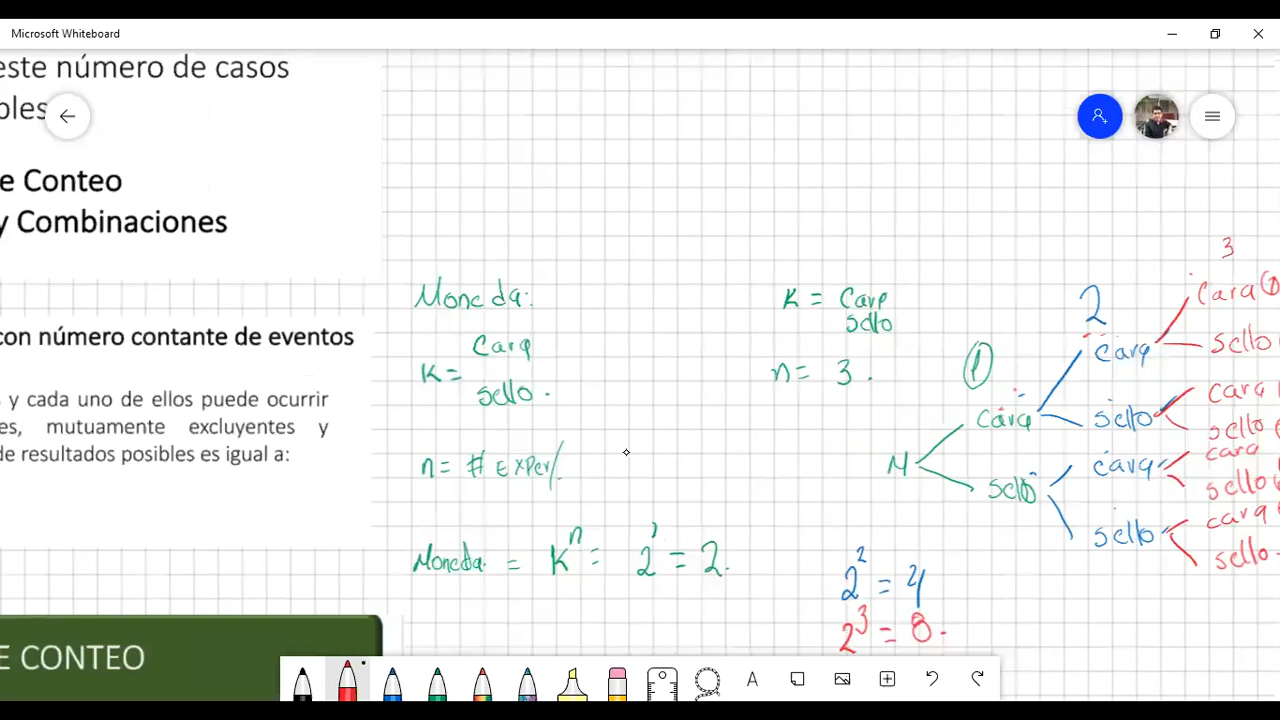 Microsoft Whiteboard
este número de casos
bles
e Conteo
y Combinaciones
con número contante de eventos
s y cada uno de ellos puede ocurrir
es, mutuamente excluyentes y
de resultados posibles es igual a:
E CONTEO
Moneda:
K = Cara
sello.
n = # Exper/.
Moneda = K^n = 2^1 = 2.
K = Cara
sello
n = 3.
1
2
3
M
cara
sello
cara
sello
cara
sello
cara (1
sello
cara
sello
cara
sello
cara
sello
2^2 = 4
2^3 = 8.
A